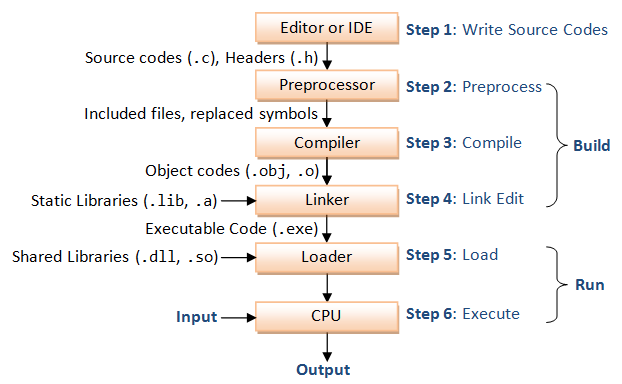 Editor or IDE
Step 1: Write Source Codes
Source codes (.c), Headers (.h)
Preprocessor
Step 2: Preprocess
Included files, replaced symbols
Compiler
Step 3: Compile
Build
Object codes (.obj, .o)
Static Libraries (.lib, .a)
Linker
Step 4: Link Edit
Executable Code (.exe)
Shared Libraries (.dll, .so)
Loader
Step 5: Load
Run
Input
CPU
Step 6: Execute
Output